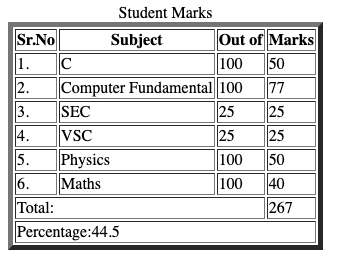 Student Marks
Sr.No Subject Out of Marks
1. C 100 50
2. Computer Fundamental 100 77
3. SEC 25 25
4. VSC 25 25
5. Physics 100 50
6. Maths 100 40
Total: 267
Percentage:44.5